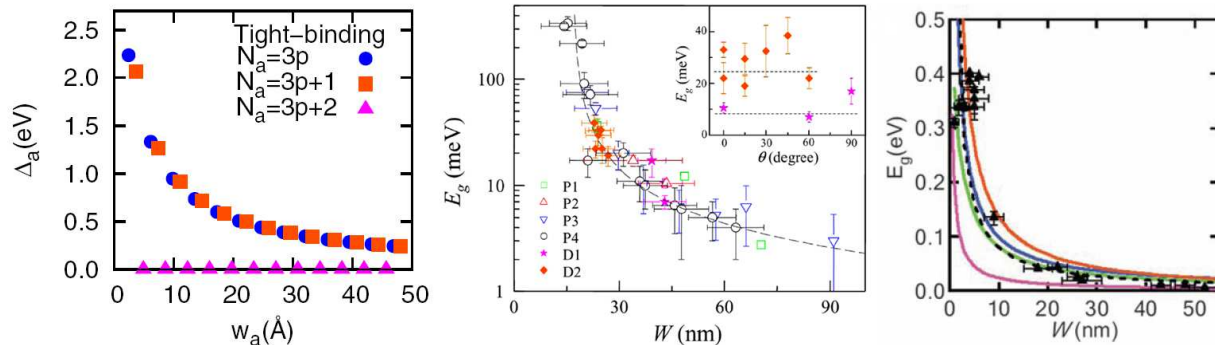 2.5
2.0
1.5
1.0
0.5
0.0
Δa(eV)
Tight−binding
Na=3p
Na=3p+1
Na=3p+2
0 10 20 30 40 50
wa(Å)
100
10
1
Eg (meV)
P1
P2
P3
P4
D1
D2
0 30 60 90
W (nm)
60
40
20
0
Eg (meV)
0 30 60 90
θ (degree)
0.5
0.4
0.3
0.2
0.1
0.0
Eg(eV)
0 10 20 30 40 50
W(nm)